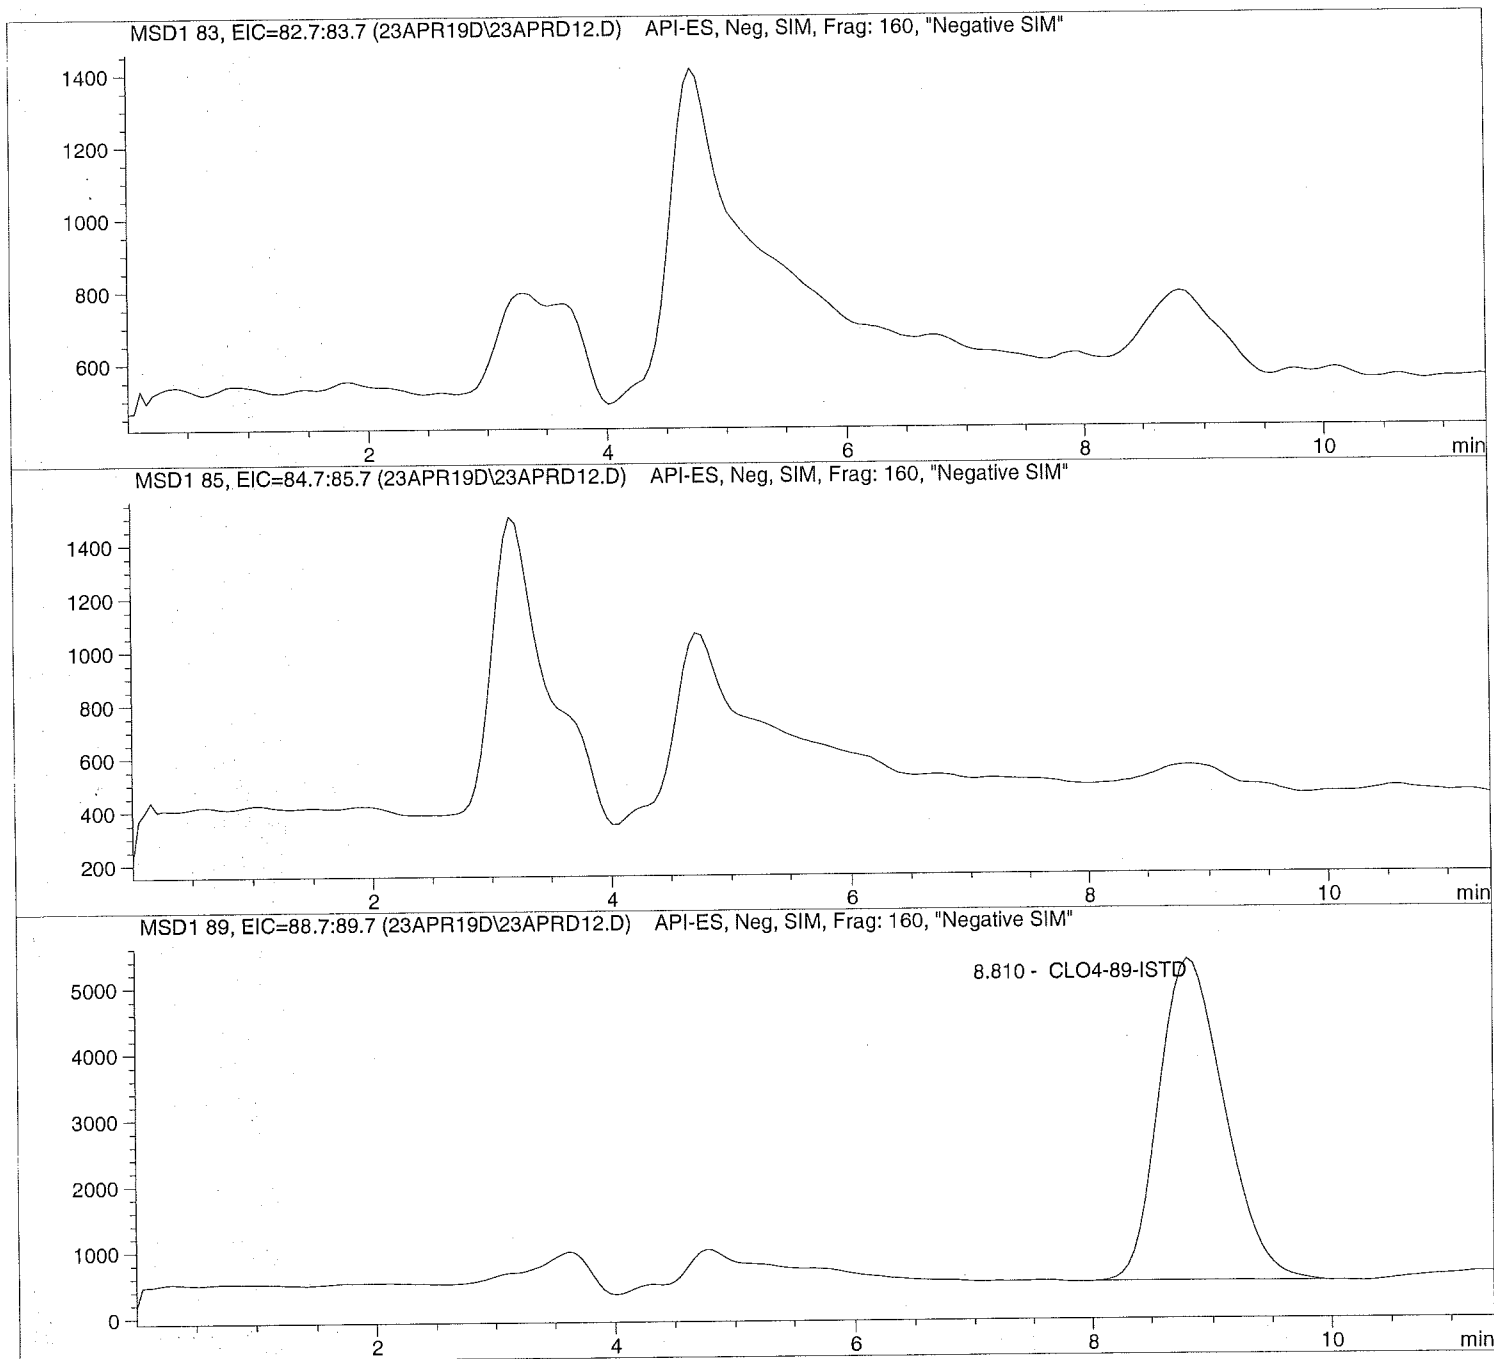 MSD1 83, EIC=82.7:83.7 (23APR19D\23APRD12.D) API-ES, Neg, SIM, Frag: 160, "Negative SIM"
1400
1200
1000
800
600
2 4 6 8 10 min
MSD1 85, EIC=84.7:85.7 (23APR19D\23APRD12.D) API-ES, Neg, SIM, Frag: 160, "Negative SIM"
1400
1200
1000
800
600
400
200
2 4 6 8 10 min
MSD1 89, EIC=88.7:89.7 (23APR19D\23APRD12.D) API-ES, Neg, SIM, Frag: 160, "Negative SIM"
8.810 - CLO4-89-ISTD
5000
4000
3000
2000
1000
0
2 4 6 8 10 min